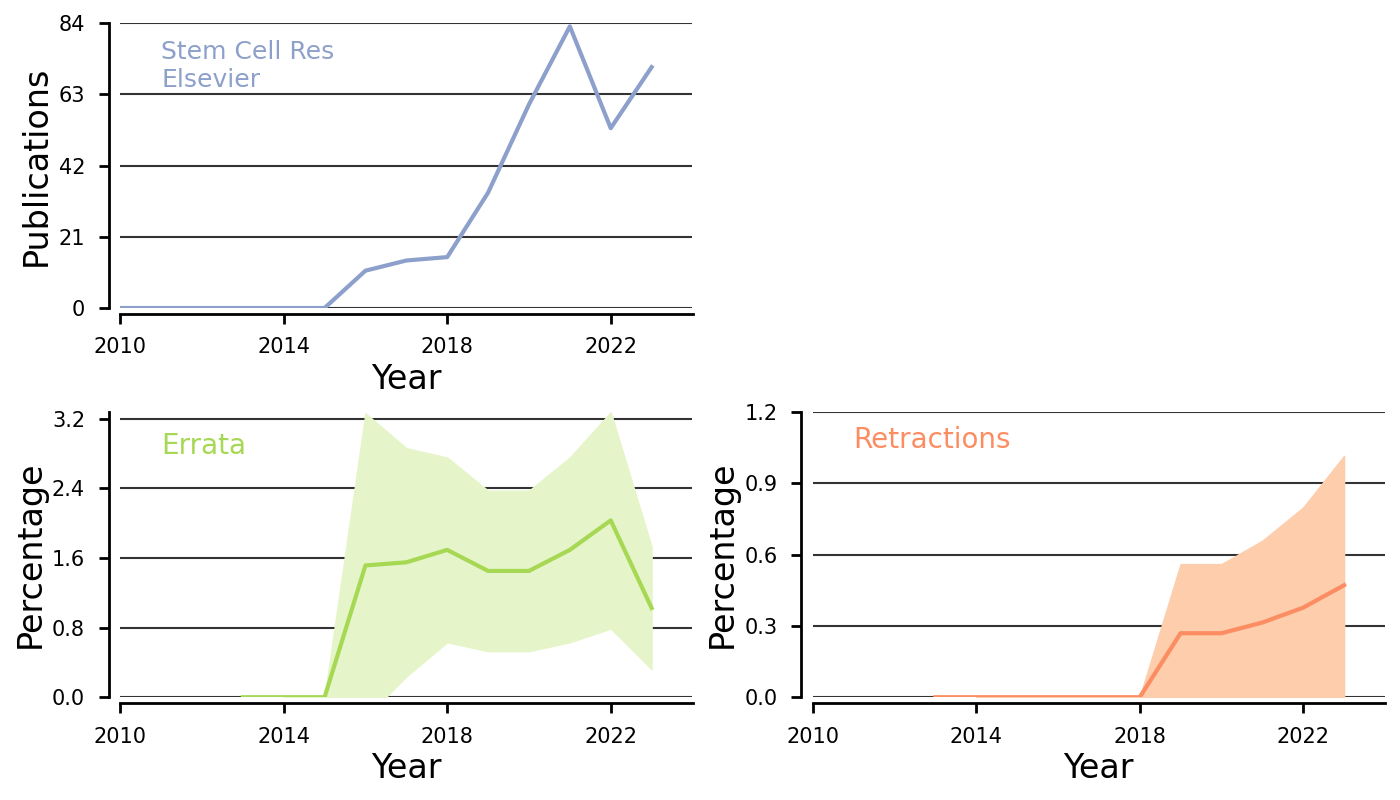 Publications
84
63
42
21
0
Stem Cell Res
Elsevier
2010 2014 2018 2022
Year
Percentage
3.2
2.4
1.6
0.8
0.0
Errata
2010 2014 2018 2022
Year
Percentage
1.2
0.9
0.6
0.3
0.0
Retractions
2010 2014 2018 2022
Year